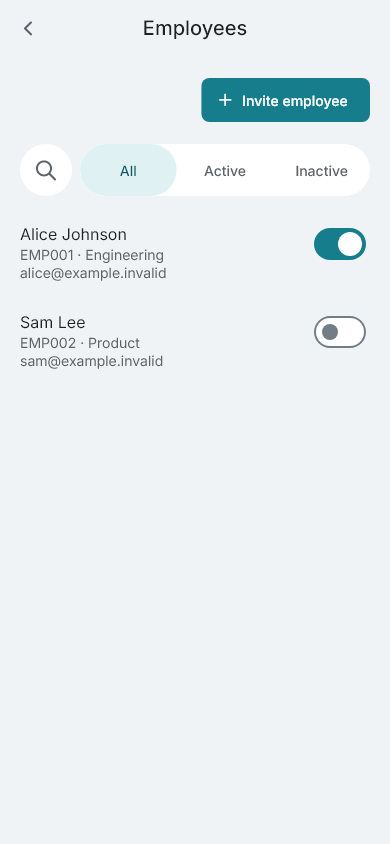 Employees
Invite employee
All
Active
Inactive
Alice Johnson
EMP001 · Engineering
alice@example.invalid
Sam Lee
EMP002 · Product
sam@example.invalid